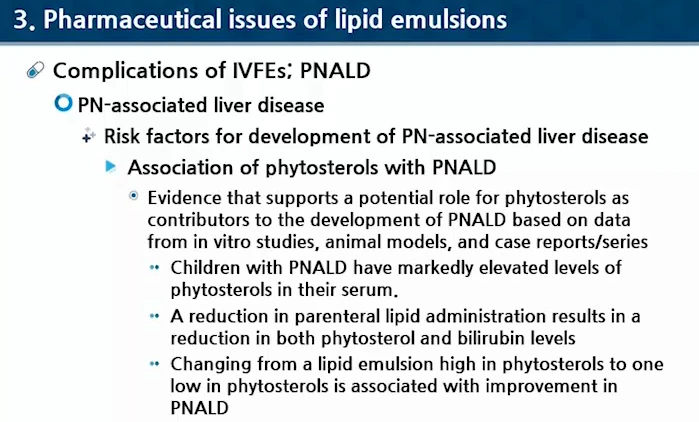 3. Pharmaceutical issues of lipid emulsions
Complications of IVFEs; PNALD
PN-associated liver disease
Risk factors for development of PN-associated liver disease
Association of phytosterols with PNALD
Evidence that supports a potential role for phytosterols as
contributors to the development of PNALD based on data
from in vitro studies, animal models, and case reports/series
Children with PNALD have markedly elevated levels of
phytosterols in their serum.
A reduction in parenteral lipid administration results in a
reduction in both phytosterol and bilirubin levels
Changing from a lipid emulsion high in phytosterols to one
low in phytosterols is associated with improvement in
PNALD